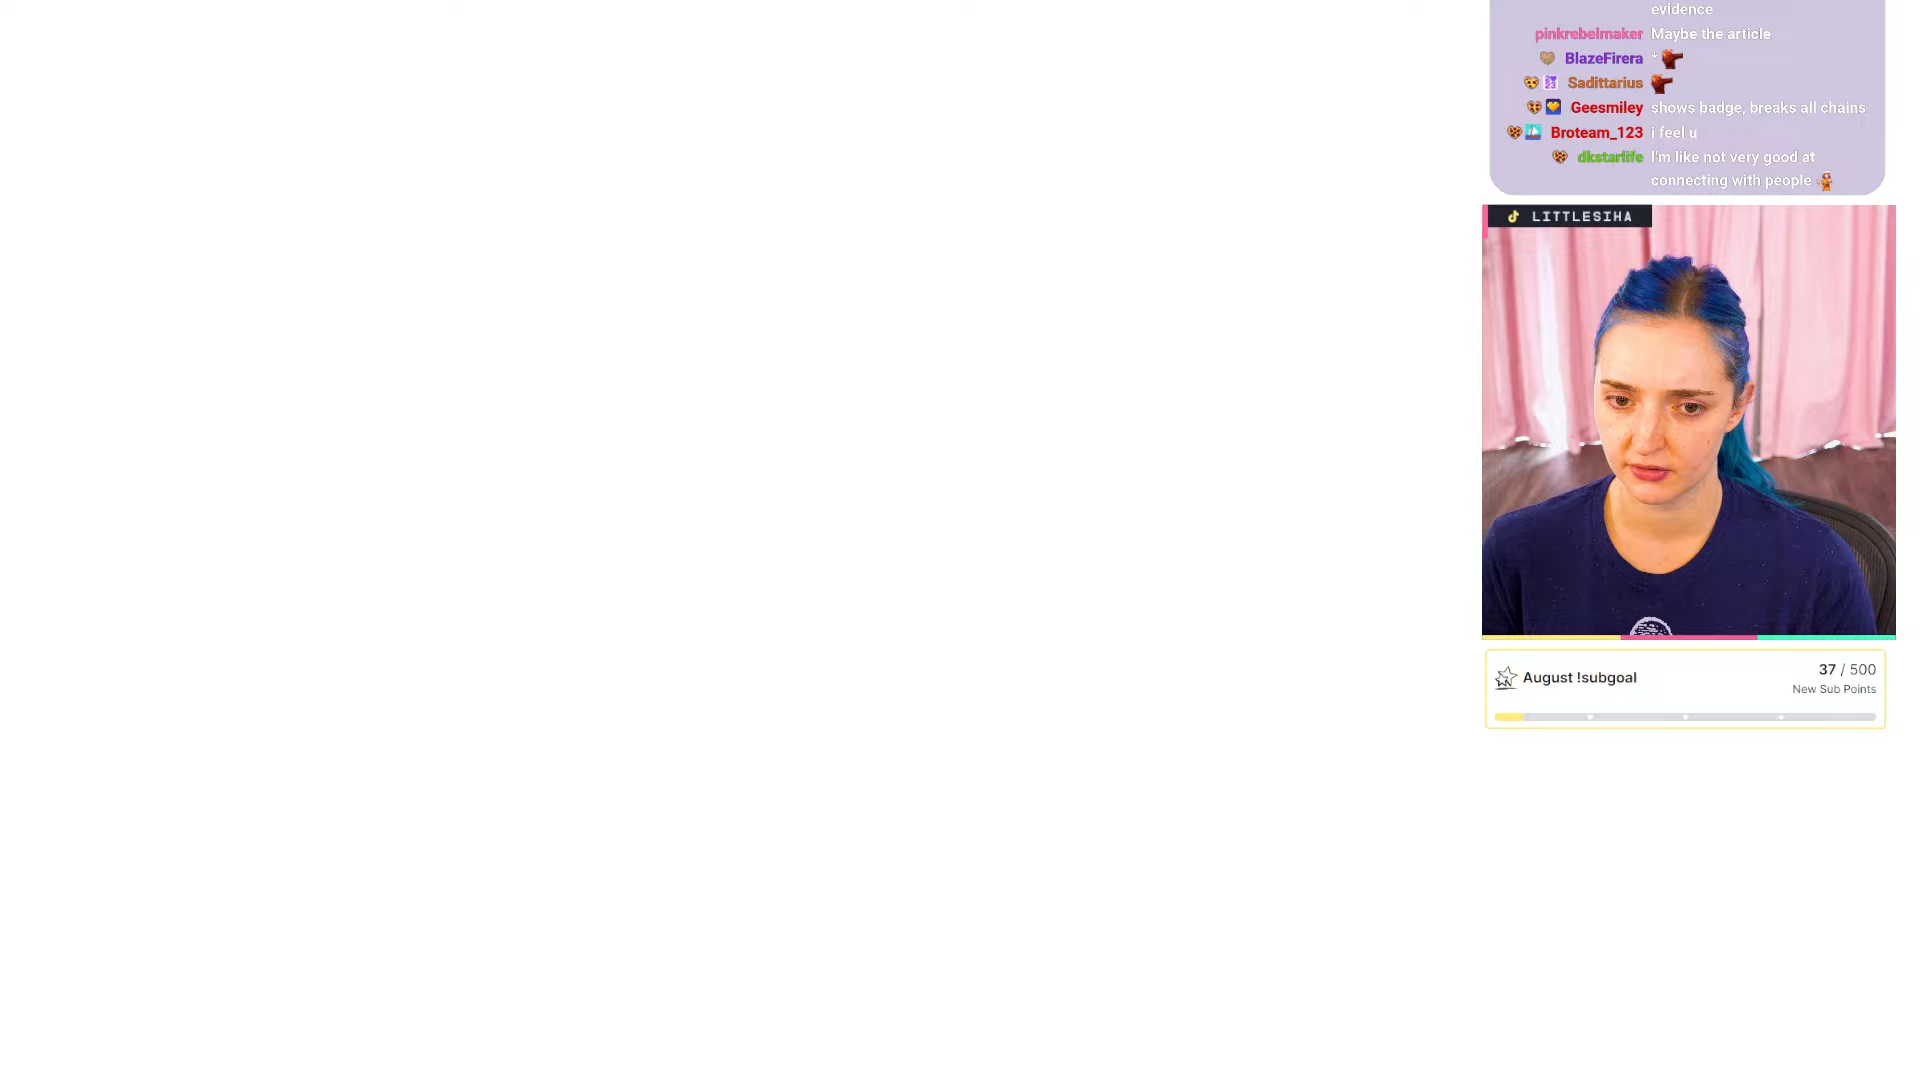 evidence
pinkrebelmaker Maybe the article
BlazeFirera *
Sadittarius
Geesmiley shows badge, breaks all chains
Broteam_123 i feel u
dkstarlife I'm like not very good at
connecting with people
LITTLESIHA
August !subgoal
37 / 500
New Sub Points